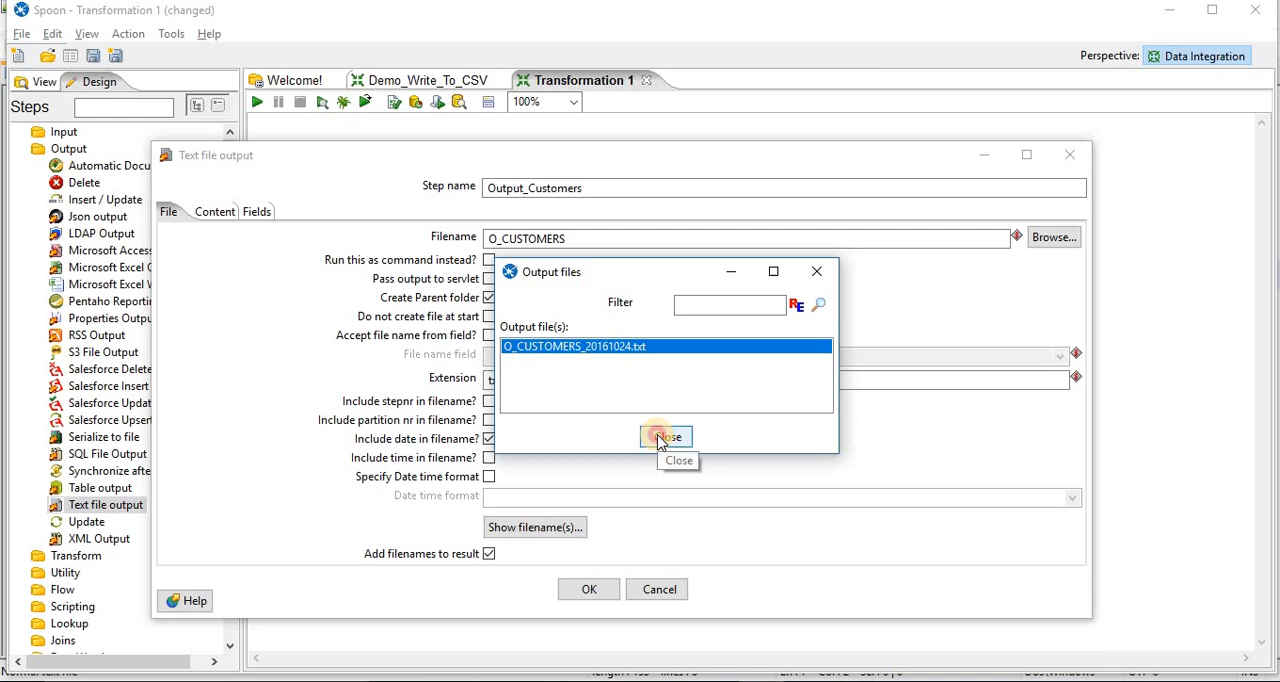 Spoon - Transformation 1 (changed)
File Edit View Action Tools Help
Perspective: Data Integration
View Design
Welcome! Demo_Write_To_CSV Transformation 1
Steps
100%
Input
Output
Automatic Docu
Delete
Insert / Update
Json output
LDAP Output
Microsoft Access
Microsoft Excel O
Microsoft Excel W
Pentaho Reporti
Properties Outpu
RSS Output
S3 File Output
Salesforce Delete
Salesforce Insert
Salesforce Updat
Salesforce Upser
Serialize to file
SQL File Output
Synchronize afte
Table output
Text file output
Update
XML Output
Transform
Utility
Flow
Scripting
Lookup
Joins
Text file output
Step name Output_Customers
File Content Fields
Filename O_CUSTOMERS Browse...
Run this as command instead?
Pass output to servlet
Create Parent folder
Do not create file at start
Accept file name from field?
File name field
Extension
Include stepnr in filename?
Include partition nr in filename?
Include date in filename?
Include time in filename?
Specify Date time format
Date time format
Show filename(s)...
Add filenames to result
OK Cancel
Help
Output files
Filter RE
Output file(s):
O_CUSTOMERS_20161024.txt
Close
Close